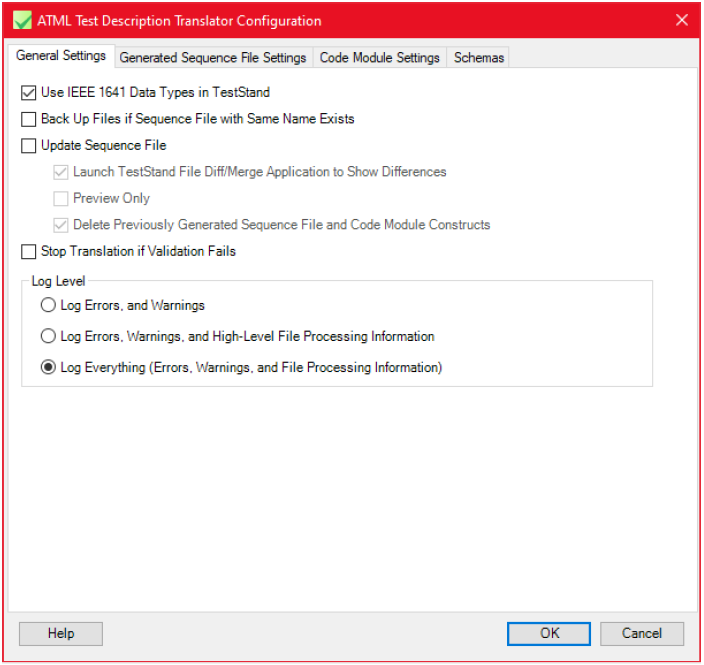 ATML Test Description Translator Configuration
General Settings
Generated Sequence File Settings
Code Module Settings
Schemas
Use IEEE 1641 Data Types in TestStand
Back Up Files if Sequence File with Same Name Exists
Update Sequence File
Launch TestStand File Diff/Merge Application to Show Differences
Preview Only
Delete Previously Generated Sequence File and Code Module Constructs
Stop Translation if Validation Fails
Log Level
Log Errors, and Warnings
Log Errors, Warnings, and High-Level File Processing Information
Log Everything (Errors, Warnings, and File Processing Information)
Help
OK
Cancel